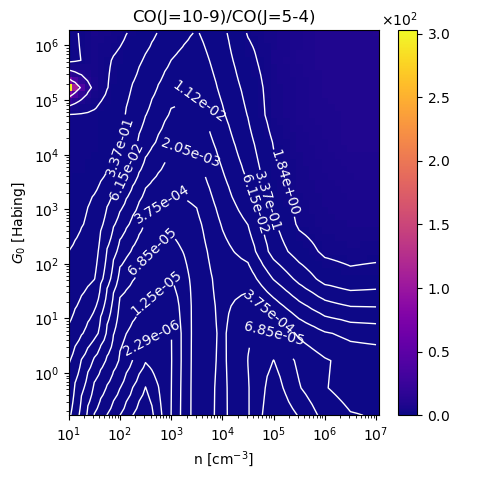 CO(J=10-9)/CO(J=5-4)
×10²
10⁶
10⁵
10⁴
10³
10²
10¹
10⁰
G₀ [Habing]
1.12e-02
2.05e-03
3.37e-01
6.15e-02
3.75e-04
6.85e-05
1.25e-05
2.29e-06
1.84e+00
3.37e-01
6.15e-02
3.75e-04
6.85e-05
10¹ 10² 10³ 10⁴ 10⁵ 10⁶ 10⁷
n [cm⁻³]
3.0
2.5
2.0
1.5
1.0
0.5
0.0